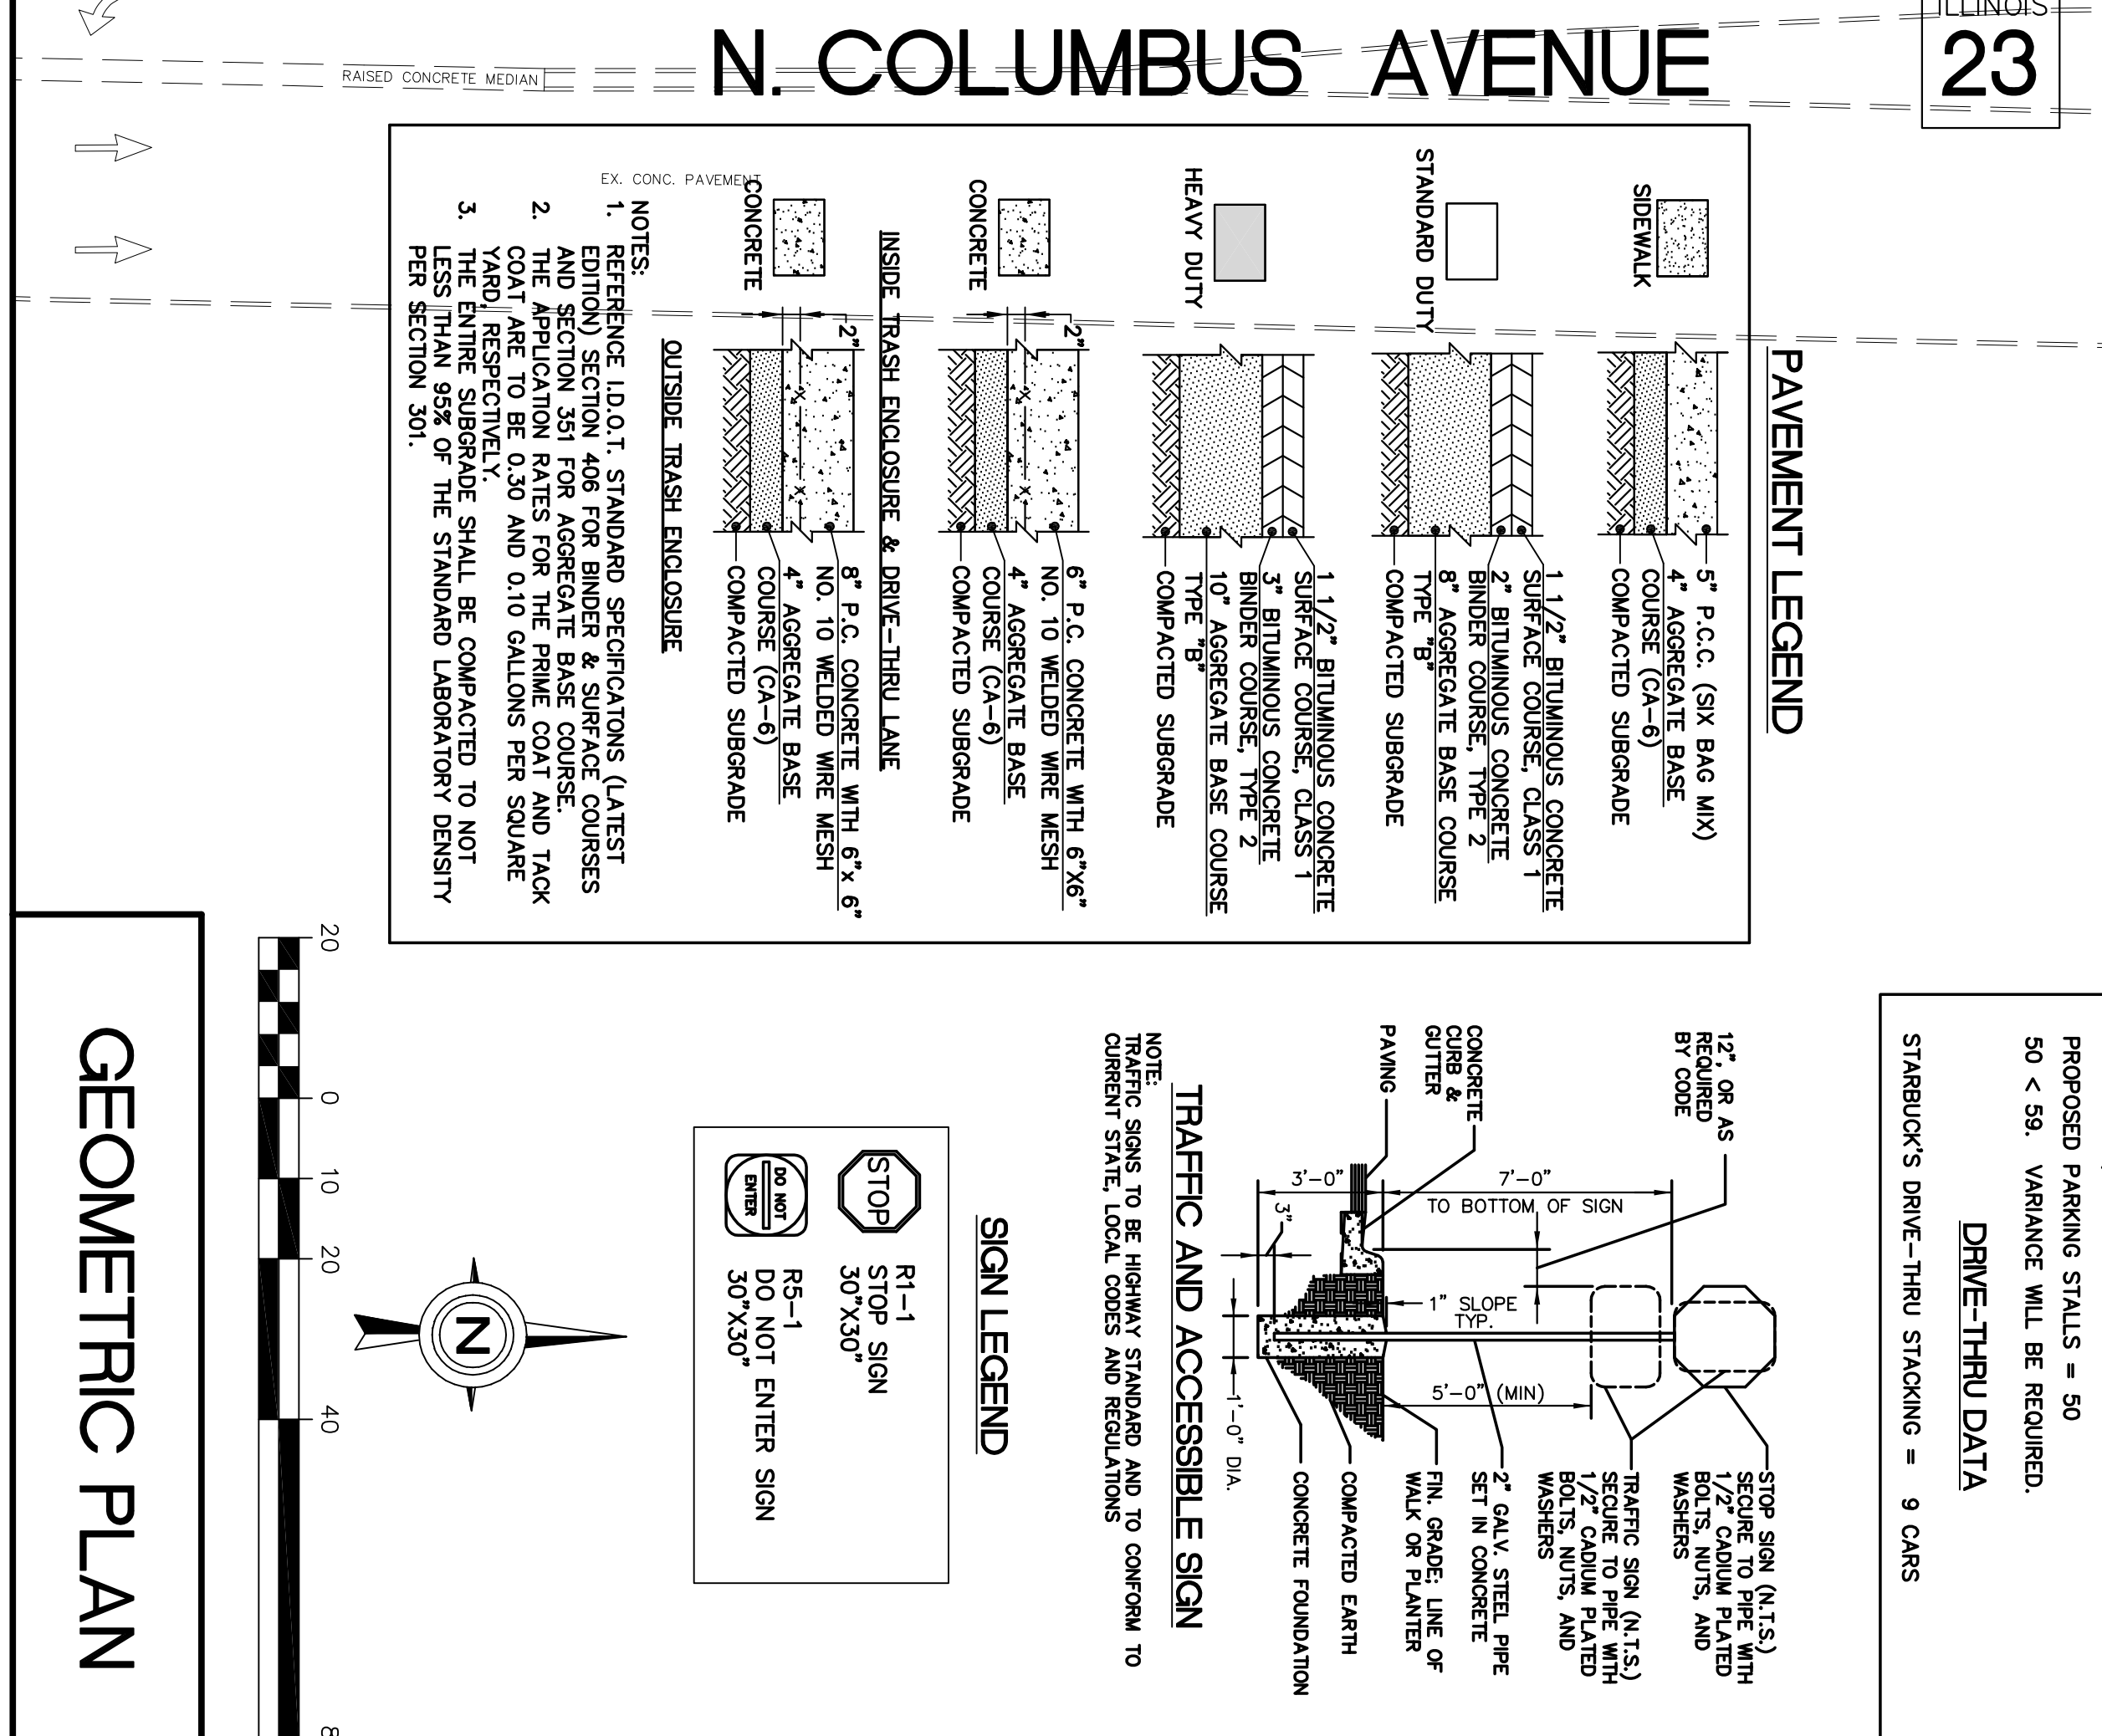 N. COLUMBUS AVENUE
ILLINOIS
23
RAISED CONCRETE MEDIAN
EX. CONC. PAVEMENT
PAVEMENT LEGEND
SIDEWALK
5" P.C.C. (SIX BAG MIX)
4" AGGREGATE BASE
COURSE (CA-6)
COMPACTED SUBGRADE
STANDARD DUTY
1 1/2" BITUMINOUS CONCRETE
SURFACE COURSE, CLASS 1
2" BITUMINOUS CONCRETE
BINDER COURSE, TYPE 2
8" AGGREGATE BASE COURSE
TYPE "B"
COMPACTED SUBGRADE
HEAVY DUTY
1 1/2" BITUMINOUS CONCRETE
SURFACE COURSE, CLASS 1
3" BITUMINOUS CONCRETE
BINDER COURSE, TYPE 2
10" AGGREGATE BASE COURSE
TYPE "B"
COMPACTED SUBGRADE
CONCRETE
2"
6" P.C. CONCRETE WITH 6"X6"
NO. 10 WELDED WIRE MESH
4" AGGREGATE BASE
COURSE (CA-6)
COMPACTED SUBGRADE
INSIDE TRASH ENCLOSURE & DRIVE-THRU LANE
CONCRETE
2"
8" P.C. CONCRETE WITH 6"x 6"
NO. 10 WELDED WIRE MESH
4" AGGREGATE BASE
COURSE (CA-6)
COMPACTED SUBGRADE
OUTSIDE TRASH ENCLOSURE
NOTES:
1. REFERENCE I.D.O.T. STANDARD SPECIFICATONS (LATEST
EDITION) SECTION 406 FOR BINDER & SURFACE COURSES
AND SECTION 351 FOR AGGREGATE BASE COURSE.
2. THE APPLICATION RATES FOR THE PRIME COAT AND TACK
COAT ARE TO BE 0.30 AND 0.10 GALLONS PER SQUARE
YARD, RESPECTIVELY.
3. THE ENTIRE SUBGRADE SHALL BE COMPACTED TO NOT
LESS THAN 95% OF THE STANDARD LABORATORY DENSITY
PER SECTION 301.
PROPOSED PARKING STALLS = 50
50 < 59. VARIANCE WILL BE REQUIRED.
DRIVE-THRU DATA
STARBUCK'S DRIVE-THRU STACKING = 9 CARS
12", OR AS
REQUIRED
BY CODE
CONCRETE
CURB &
GUTTER
PAVING
7'-0"
TO BOTTOM OF SIGN
3'-0"
3"
1" SLOPE
TYP.
5'-0" (MIN)
1'-0" DIA.
STOP SIGN (N.T.S.)
SECURE TO PIPE WITH
1/2" CADIUM PLATED
BOLTS, NUTS, AND
WASHERS
TRAFFIC SIGN (N.T.S.)
SECURE TO PIPE WITH
1/2" CADIUM PLATED
BOLTS, NUTS, AND
WASHERS
2" GALV. STEEL PIPE
SET IN CONCRETE
FIN. GRADE; LINE OF
WALK OR PLANTER
COMPACTED EARTH
CONCRETE FOUNDATION
TRAFFIC AND ACCESSIBLE SIGN
NOTE:
TRAFFIC SIGNS TO BE HIGHWAY STANDARD AND TO CONFORM TO
CURRENT STATE, LOCAL CODES AND REGULATIONS
SIGN LEGEND
STOP
R1-1
STOP SIGN
30"X30"
DO NOT
ENTER
R5-1
DO NOT ENTER SIGN
30"X30"
N
20 0 10 20 40 8
GEOMETRIC PLAN